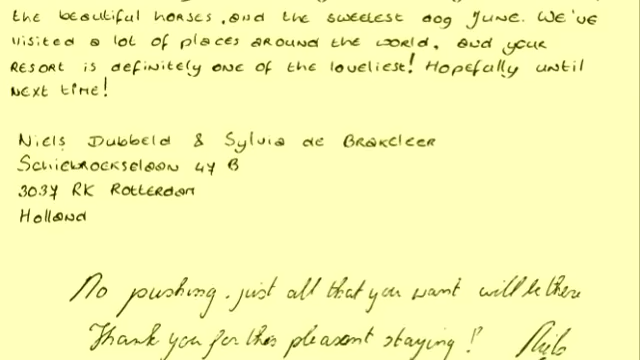 the beautiful horses, and the sweetest dog June. We've
visited a lot of places around the world, and your
resort is definitely one of the loveliest! Hopefully until
next time!
Niels Dubbeld & Sylvia de Brakeleer
47 B
3037 RK Rotterdam
Holland
No pushing. just all that you want will be there
Thank you for this pleasent staying!